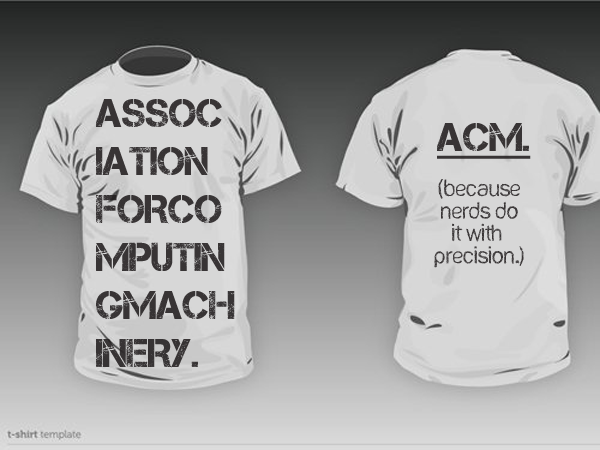 ASSOC
IATION
FORCO
MPUTIN
GMACH
INERY.
ACM.
(because
nerds do
it with
precision.)
t-shirt template